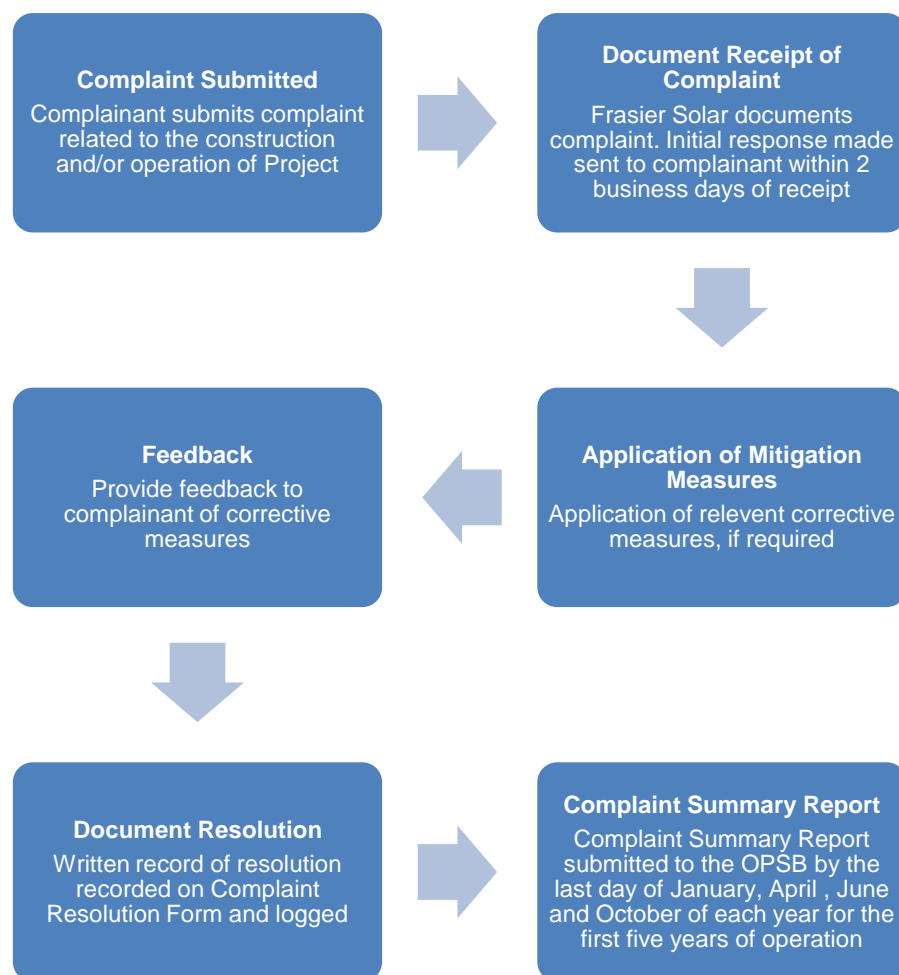 Complaint Submitted
Complainant submits complaint
related to the construction
and/or operation of Project
Document Receipt of
Complaint
Frasier Solar documents
complaint. Initial response made
sent to complainant within 2
business days of receipt
Application of Mitigation
Measures
Application of relevent corrective
measures, if required
Feedback
Provide feedback to
complainant of corrective
measures
Document Resolution
Written record of resolution
recorded on Complaint
Resolution Form and logged
Complaint Summary Report
Complaint Summary Report
submitted to the OPSB by the
last day of January, April , June
and October of each year for the
first five years of operation